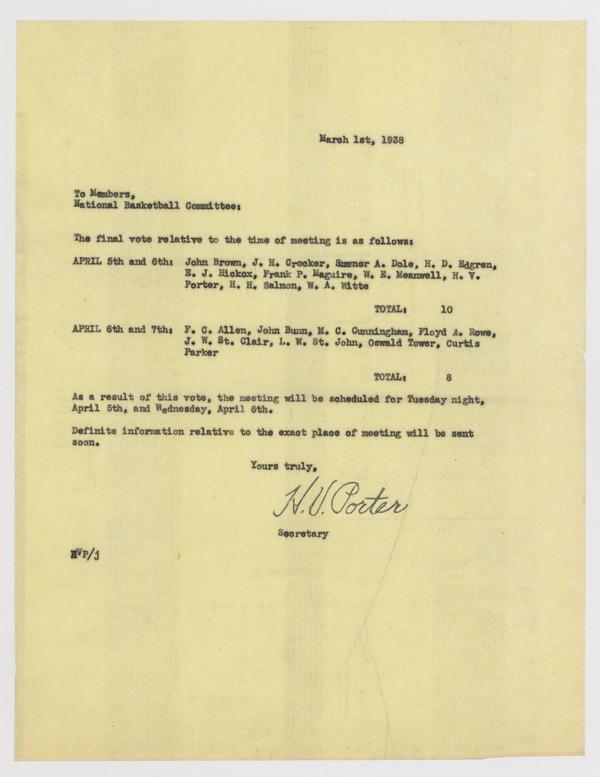 March 1st, 1938
To Members,
National Basketball Committee:
The final vote relative to the time of meeting is as follows:
APRIL 5th and 6th: John Brown, J. H. Crocker, Sumner A. Dole, H. D. Edgren,
E. J. Hickox, Frank P. Maguire, W. E. Meanwell, H. V.
Porter, H. H. Salmon, W. A. Witte
TOTAL: 10
APRIL 6th and 7th: F. C. Allen, John Bunn, M. C. Cunningham, Floyd A. Rowe,
J. W. St. Clair, L. W. St. John, Oswald Tower, Curtis
Parker
TOTAL: 8
As a result of this vote, the meeting will be scheduled for Tuesday night,
April 5th, and Wednesday, April 6th.
Definite information relative to the exact place of meeting will be sent
soon.
Yours truly,
H. V. Porter
Secretary
HVP/j